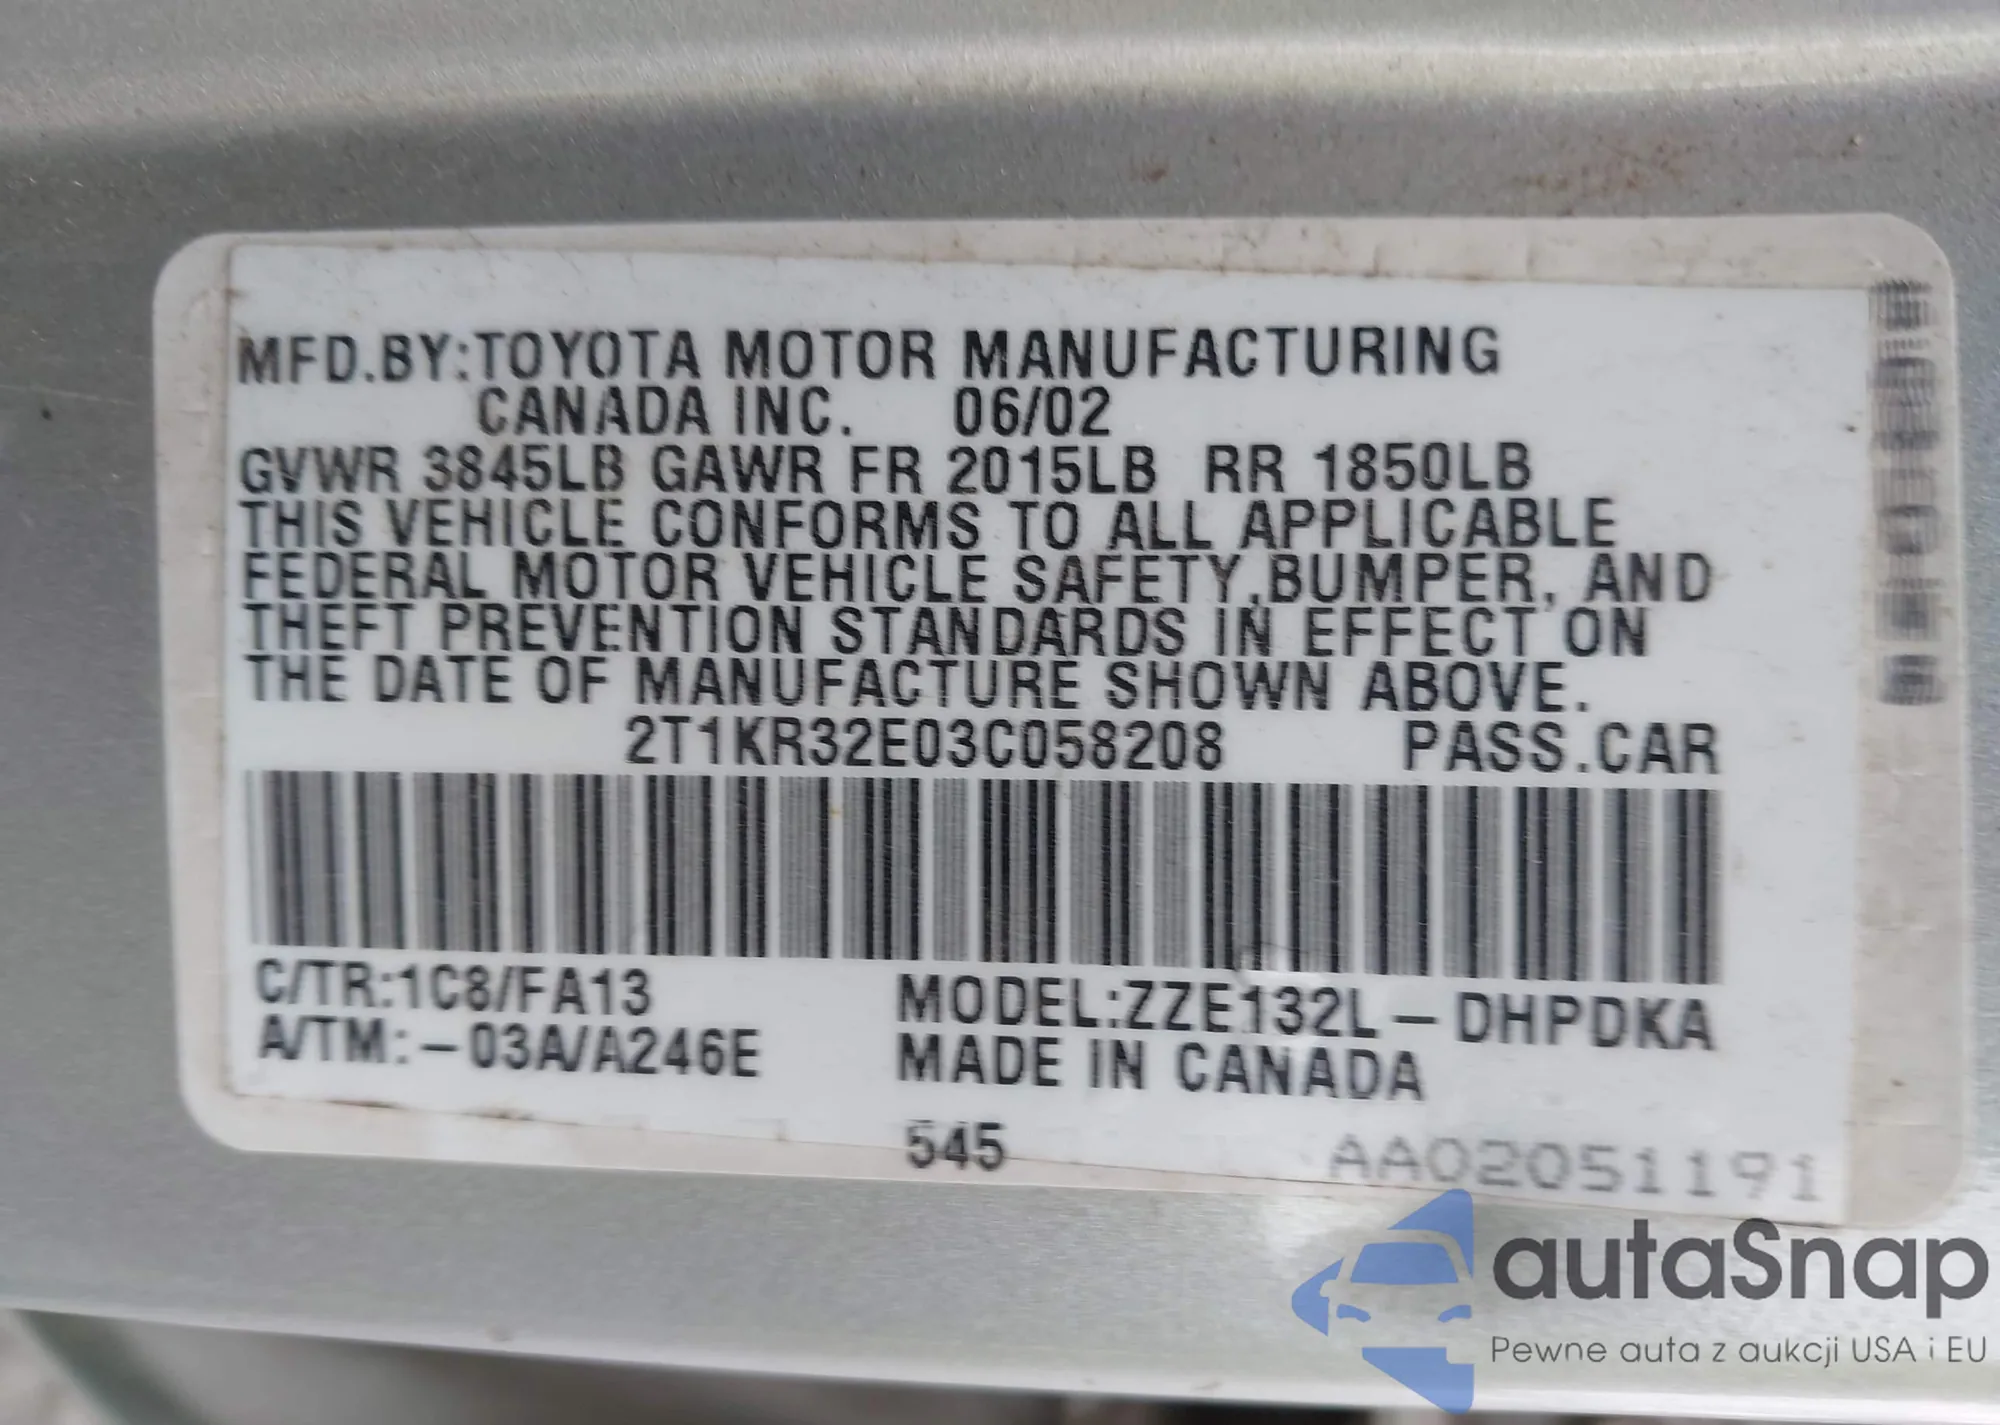 MFD.BY:TOYOTA MOTOR MANUFACTURING
CANADA INC. 06/02
GVWR 3845LB GAWR FR 2015LB RR 1850LB
THIS VEHICLE CONFORMS TO ALL APPLICABLE
FEDERAL MOTOR VEHICLE SAFETY,BUMPER, AND
THEFT PREVENTION STANDARDS IN EFFECT ON
THE DATE OF MANUFACTURE SHOWN ABOVE.
2T1KR32E03C058208 PASS.CAR
C/TR:1C8/FA13
A/TM:-03A/A246E
MODEL:ZZE132L-DHPDKA
MADE IN CANADA
545
AA02051191
autaSnap
Pewne auta z aukcji USA i EU